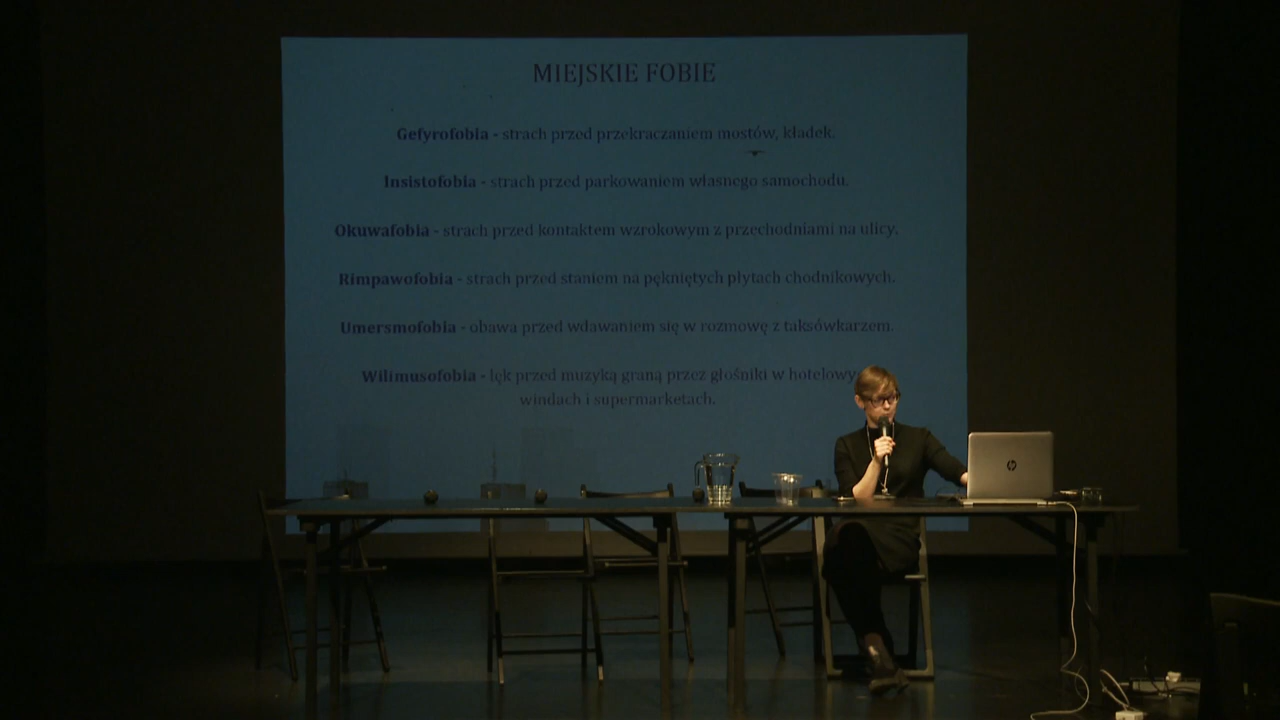 MIEJSKIE FOBIE
Gefyrofobia - strach przed przekraczaniem mostów, kładek.
Insistofobia - strach przed parkowaniem własnego samochodu.
Okuwafobia - strach przed kontaktem wzrokowym z przechodniami na ulicy.
Rimpawofobia - strach przed staniem na pękniętych płytach chodnikowych.
Umersmofobia - obawa przed wdawaniem się w rozmowę z taksówkarzem.
Wilimusofobia - lęk przed muzyką graną przez głośniki w hotelowy
windach i supermarketach.
hp